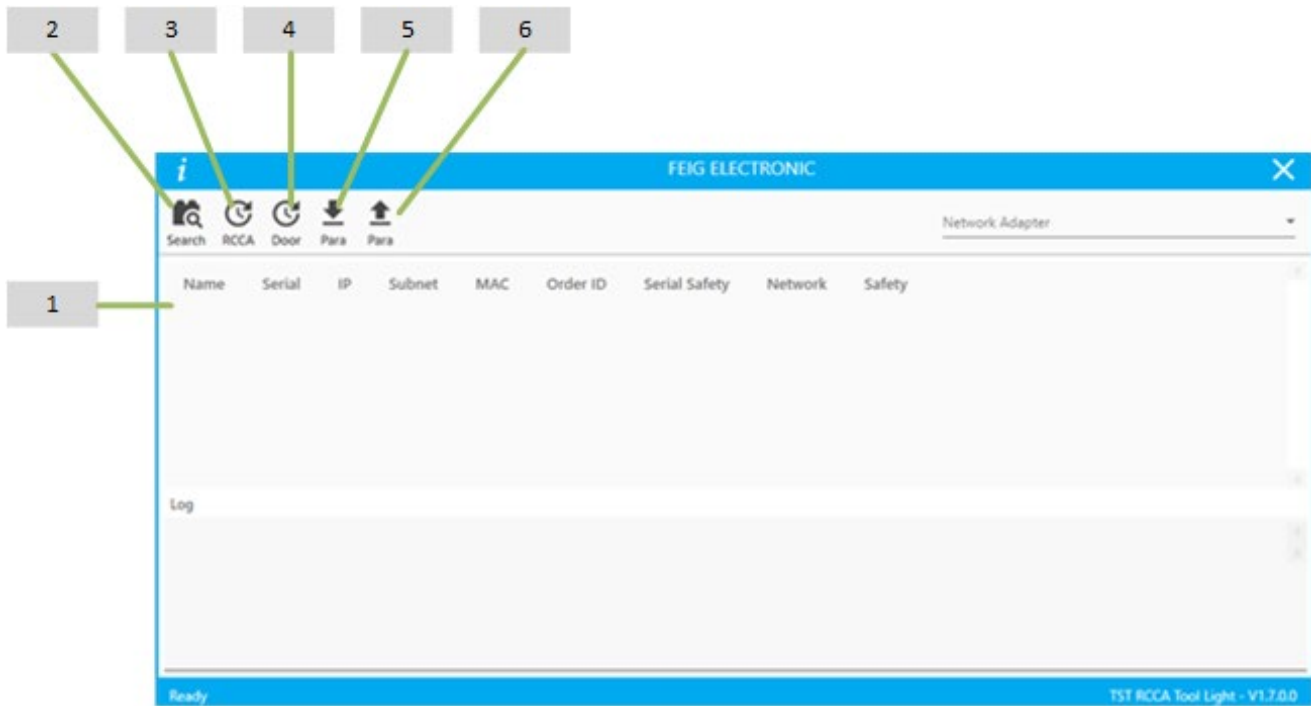 2 3 4 5 6
i FEIG ELECTRONIC
Search RCCA Door Para Para
Network Adapter
Name Serial IP Subnet MAC Order ID Serial Safety Network Safety
1
Log
Ready TST RCCA Tool Light - V1.7.0.0